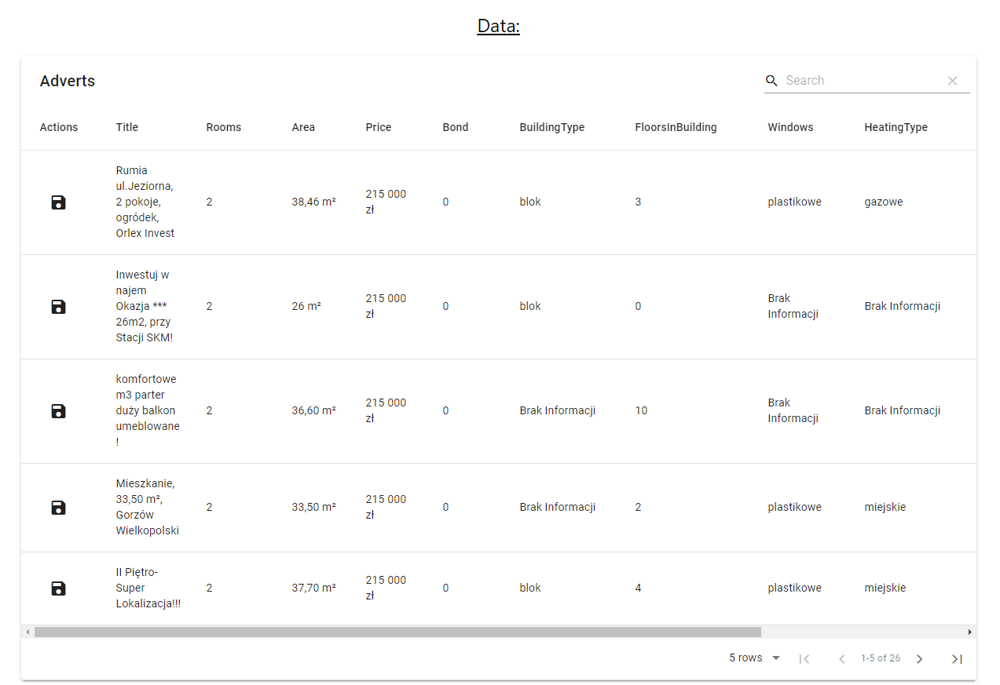 Data:
Adverts
Search
Actions Title Rooms Area Price Bond BuildingType FloorsInBuilding Windows HeatingType
Rumia
ul.Jeziorna,
2 pokoje,
ogródek,
Orlex Invest
2
38,46 m²
215 000
zł
0
blok
3
plastikowe
gazowe
Inwestuj w
najem
Okazja ***
26m2, przy
Stacji SKM!
2
26 m²
215 000
zł
0
blok
0
Brak
Informacji
Brak Informacji
komfortowe
m3 parter
duży balkon
umeblowane
!
2
36,60 m²
215 000
zł
0
Brak Informacji
10
Brak
Informacji
Brak Informacji
Mieszkanie,
33,50 m²,
Gorzów
Wielkopolski
2
33,50 m²
215 000
zł
0
Brak Informacji
2
plastikowe
miejskie
II Piętro-
Super
Lokalizacja!!!
2
37,70 m²
215 000
zł
0
blok
4
plastikowe
miejskie
5 rows
1-5 of 26